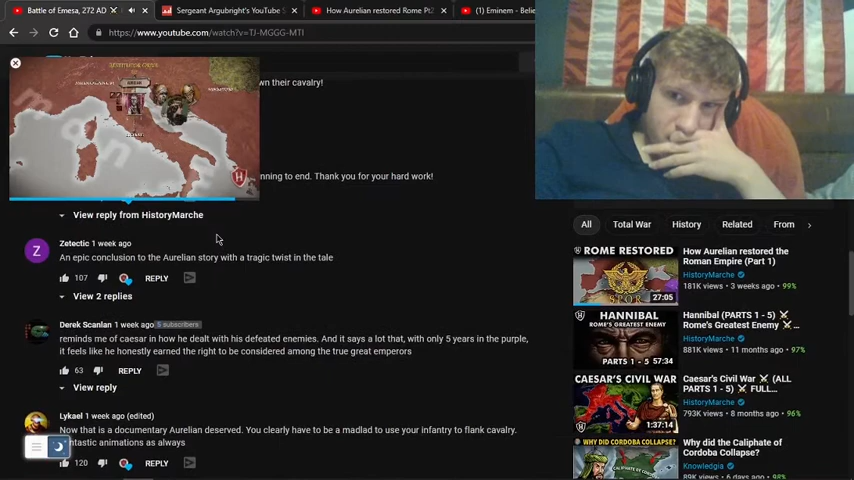 Battle of Emesa, 272 AD
Sergeant Argubright's YouTube S
How Aurelian restored Rome Pt2
(1) Eminem - Believ
https://www.youtube.com/watch?v=TJ-MGGG-MTI
wn their cavalry!
nning to end. Thank you for your hard work!
View reply from HistoryMarche
Z
Zetectic 1 week ago
An epic conclusion to the Aurelian story with a tragic twist in the tale
107 REPLY
View 2 replies
Derek Scanlan 1 week ago 5 subscribers
reminds me of caesar in how he dealt with his defeated enemies. And it says a lot that, with only 5 years in the purple,
it feels like he honestly earned the right to be considered among the true great emperors
63 REPLY
View reply
Lykael 1 week ago (edited)
Now that is a documentary Aurelian deserved. You clearly have to be a madlad to use your infantry to flank cavalry.
ntastic animations as always
120 REPLY
All Total War History Related From
ROME RESTORED
SPQR
27:05
How Aurelian restored the
Roman Empire (Part 1)
HistoryMarche
181K Views • 3 weeks ago • 99%
HANNIBAL
ROME'S GREATEST ENEMY
PARTS 1 - 5
57:34
Hannibal (PARTS 1 - 5)
Rome's Greatest Enemy
HistoryMarche
881K Views • 11 months ago • 97%
CAESAR'S CIVIL WAR
1:37:14
Caesar's Civil War (ALL
PARTS 1 - 5) FULL...
HistoryMarche
793K Views • 8 months ago • 96%
WHY DID CORDOBA COLLAPSE?
Why did the Caliphate of
Cordoba Collapse?
Knowledgia